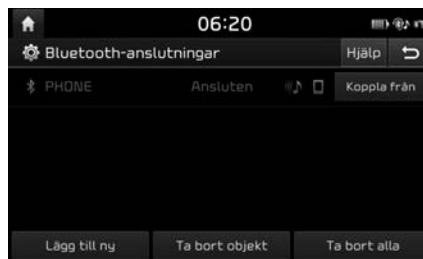 06:20
Bluetooth-anslutningar Hjälp
PHONE Ansluten Koppla från
Lägg till ny Ta bort objekt Ta bort alla